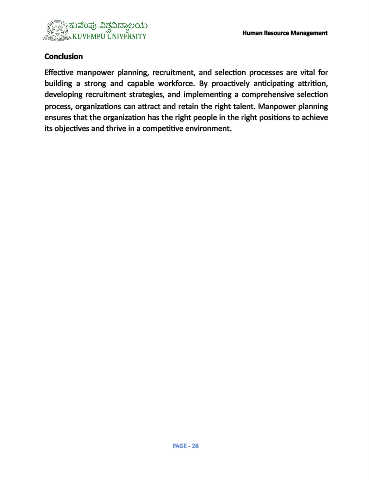 ಕುವೆಂಪು ವಿಶ್ವವಿದ್ಯಾಲಯ
KUVEMPU UNIVERSITY
Human Resource Management
Conclusion
Effective manpower planning, recruitment, and selection processes are vital for
building a strong and capable workforce. By proactively anticipating attrition,
developing recruitment strategies, and implementing a comprehensive selection
process, organizations can attract and retain the right talent. Manpower planning
ensures that the organization has the right people in the right positions to achieve
its objectives and thrive in a competitive environment.
PAGE - 28